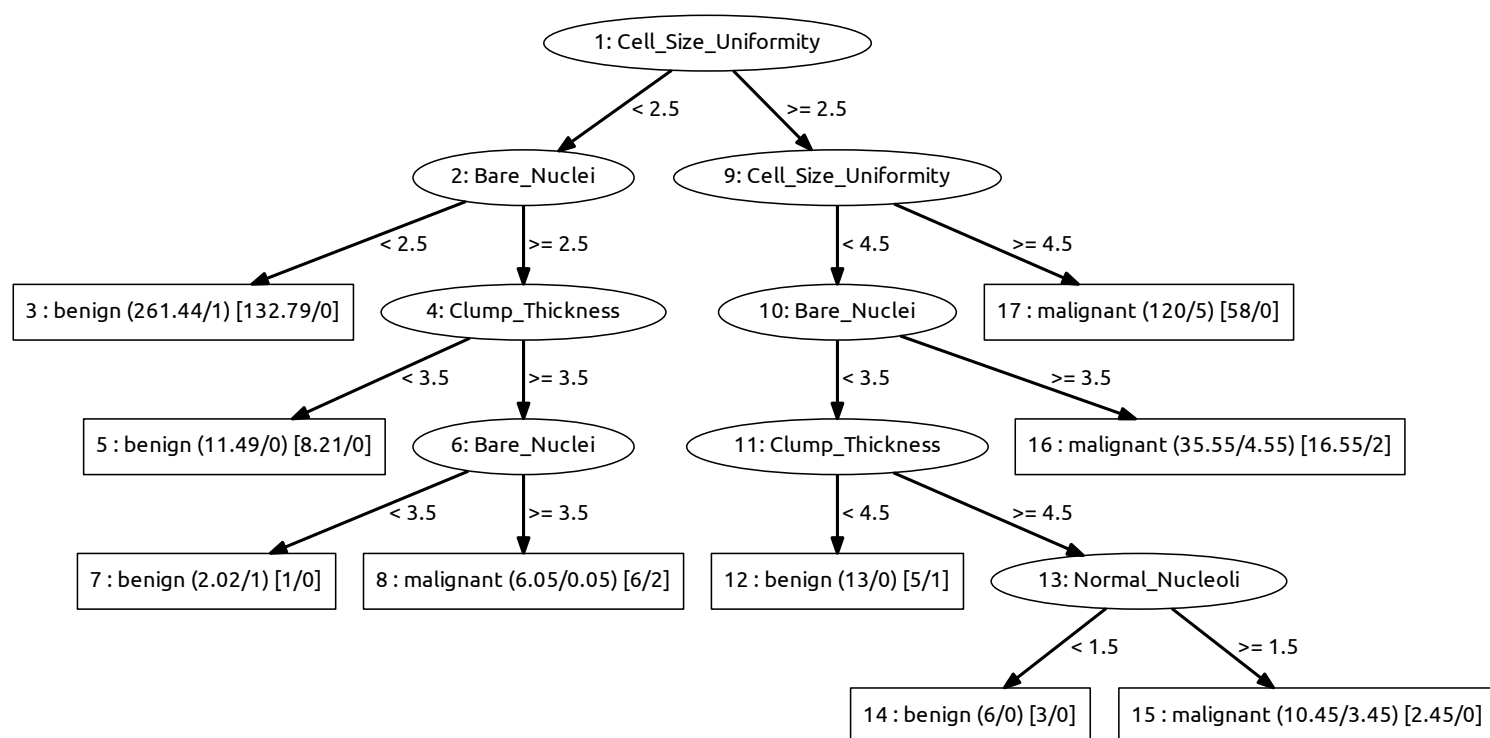 1: Cell_Size_Uniformity
< 2.5
>= 2.5
2: Bare_Nuclei
9: Cell_Size_Uniformity
< 2.5
>= 2.5
< 4.5
>= 4.5
3 : benign (261.44/1) [132.79/0]
4: Clump_Thickness
10: Bare_Nuclei
17 : malignant (120/5) [58/0]
< 3.5
>= 3.5
< 3.5
>= 3.5
5 : benign (11.49/0) [8.21/0]
6: Bare_Nuclei
11: Clump_Thickness
16 : malignant (35.55/4.55) [16.55/2]
< 3.5
>= 3.5
< 4.5
>= 4.5
7 : benign (2.02/1) [1/0]
8 : malignant (6.05/0.05) [6/2]
12 : benign (13/0) [5/1]
13: Normal_Nucleoli
< 1.5
>= 1.5
14 : benign (6/0) [3/0]
15 : malignant (10.45/3.45) [2.45/0]